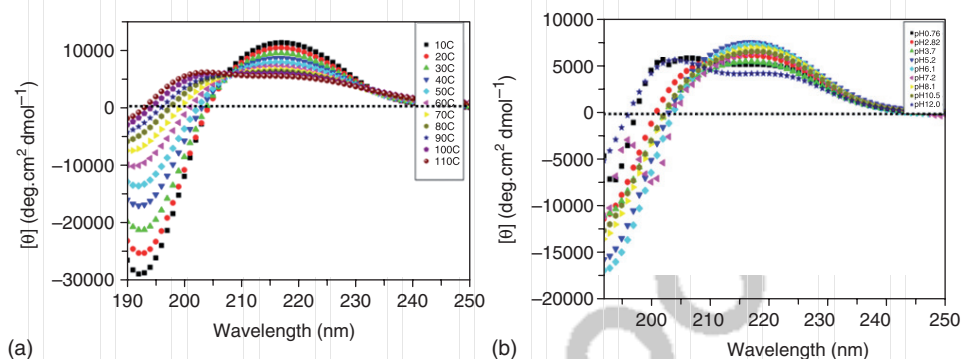 (a)
[θ] (deg.cm² dmol⁻¹)
10000
0
−10000
−20000
−30000
190 200 210 220 230 240 250
Wavelength (nm)
10C
20C
30C
40C
50C
60C
70C
80C
90C
100C
110C
(b)
[θ] (deg.cm² dmol⁻¹)
10000
5000
0
−5000
−10000
−15000
20000
200 210 220 230 240 250
Wavelength (nm)
pH0.76
pH2.82
pH3.7
pH5.2
pH6.1
pH7.2
pH8.1
pH10.5
pH12.0